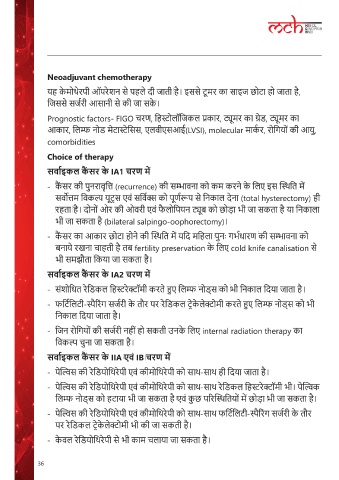 mch
Neoadjuvant chemotherapy
यह केमोथेरपी ऑपरेशन से पहले दी जाती है। इससे ट्रूमर का साइज छोटा हो जाता है,
जिससे सर्जरी आसानी से की जा सके।
Prognostic factors- FIGO चरण, हिस्टोलॉजिकल प्रकार, ट्यूमर का ग्रेड, ट्यूमर का
आकार, लिम्फ नोड मेटास्टेसिस, एलवीएसआई(LVSI), molecular मार्कर, रोगियों की आयु,
comorbidities
Choice of therapy
सर्वाइकल कैंसर के IA1 चरण में
- कैंसर की पुनरावृत्ति (recurrence) की सम्भावना को कम करने के लिए इस स्थिति में
सर्वोत्तम विकल्प यूट्रस एवं सर्विक्स को पूर्णरूप से निकाल देना (total hysterectomy) ही
रहता है। दोनों ओर की ओवरी एवं फैलोपियन ट्यूब को छोड़ा भी जा सकता है या निकाला
भी जा सकता है (bilateral salpingo-oophorectomy)।
- कैंसर का आकार छोटा होने की स्थिति में यदि महिला पुनः गर्भधारण की सम्भावना को
बनाये रखना चाहती है तब fertility preservation के लिए cold knife canalisation से
भी समझौता किया जा सकता है।
सर्वाइकल कैंसर के IA2 चरण में
- संशोधित रेडिकल हिस्टरेक्टॉमी करते हुए लिम्फ नोड्स को भी निकाल दिया जाता है।
- फर्टिलिटी-स्पैरिंग सर्जरी के तौर पर रेडिकल ट्रेकेलेक्टोमी करते हुए लिम्फ नोड्स को भी
निकाल दिया जाता है।
- जिन रोगियों की सर्जरी नहीं हो सकती उनके लिए internal radiation therapy का
विकल्प चुना जा सकता है।
सर्वाइकल कैंसर के IIA एवं IB चरण में
- पेल्विस की रेडियोथिरेपी एवं कीमोथिरेपी को साथ-साथ ही दिया जाता है।
- पेल्विस की रेडियोथिरेपी एवं कीमोथिरेपी को साथ-साथ रेडिकल हिस्टरेक्टॉमी भी। पेल्विक
लिम्फ नोड्स को हटाया भी जा सकता है एवं कुछ परिस्थितियों में छोड़ा भी जा सकता है।
- पेल्विस की रेडियोथिरेपी एवं कीमोथिरेपी को साथ-साथ फर्टिलिटी-स्पैरिंग सर्जरी के तौर
पर रेडिकल ट्रेकेलेक्टोमी भी की जा सकती है।
- केवल रेडियोथिरेपी से भी काम चलाया जा सकता है।
36